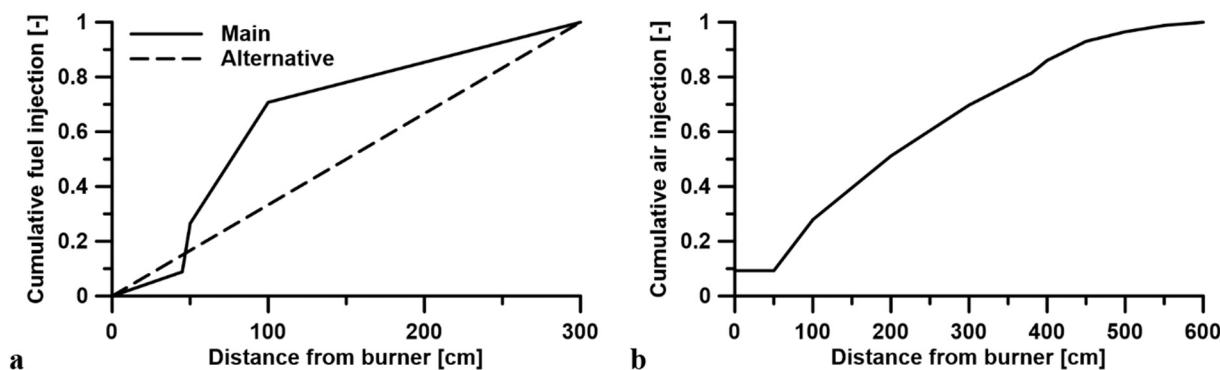 Cumulative fuel injection [-]
1
0.8
0.6
0.4
0.2
0
Main
Alternative
0
100
200
300
Distance from burner [cm]
a
Cumulative air injection [-]
1
0.8
0.6
0.4
0.2
0
0
100
200
300
400
500
600
Distance from burner [cm]
b